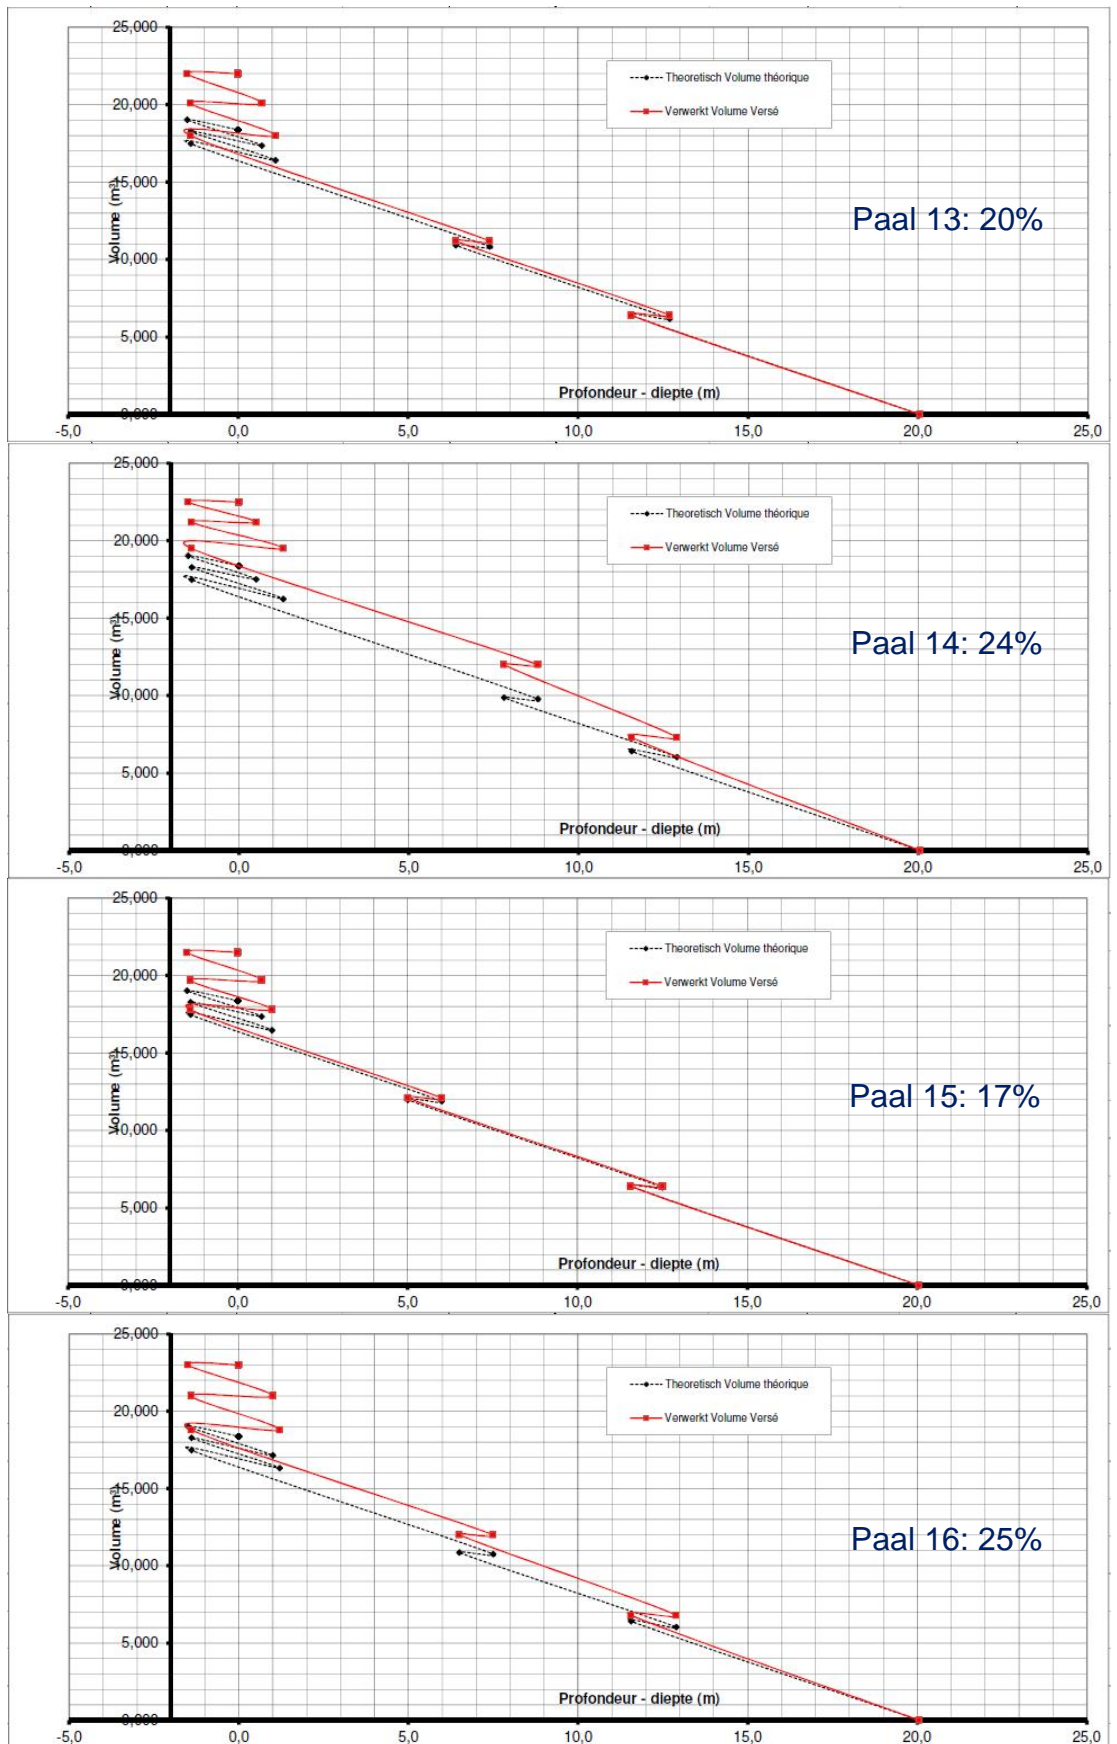 25,000
Theoretisch Volume théorique
20,000
Verwerkt Volume Versé
15,000
Volume (m³)
Paal 13: 20%
10,000
5,000
Profondeur - diepte (m)
0,000
-5,0 0,0 5,0 10,0 15,0 20,0 25,0
25,000
Theoretisch Volume théorique
20,000
Verwerkt Volume Versé
15,000
Volume (m³)
Paal 14: 24%
10,000
5,000
Profondeur - diepte (m)
0,000
-5,0 0,0 5,0 10,0 15,0 20,0 25,0
25,000
Theoretisch Volume théorique
20,000
Verwerkt Volume Versé
15,000
Volume (m³)
Paal 15: 17%
10,000
5,000
Profondeur - diepte (m)
0,000
-5,0 0,0 5,0 10,0 15,0 20,0 25,0
25,000
Theoretisch Volume théorique
20,000
Verwerkt Volume Versé
15,000
Volume (m³)
Paal 16: 25%
10,000
5,000
Profondeur - diepte (m)
0,000
-5,0 0,0 5,0 10,0 15,0 20,0 25,0